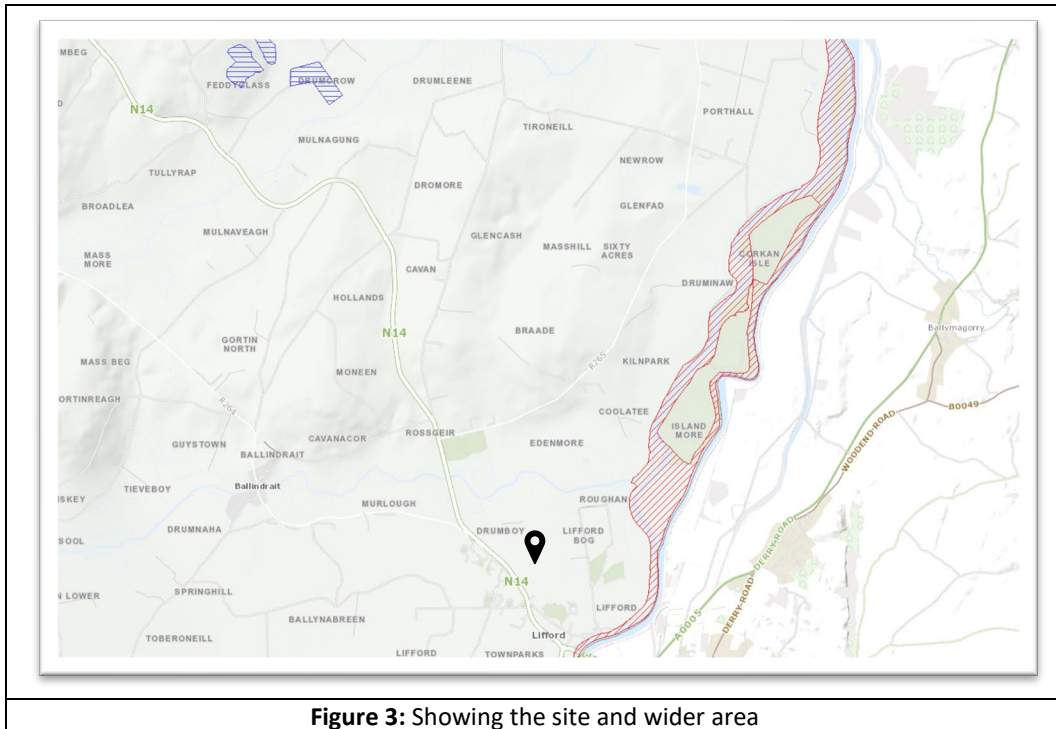 MBEG
DRUMLEENE
FEDDYGLASS
DRUMCROW
N14
PORTHALL
TIRONEILL
MULNAGUNG
NEWROW
TULLYRAP
DROMORE
BROADLEA
GLENFAD
MULNAVEAGH
GLENCASH
MASSHILL
SIXTY
ACRES
MASS
MORE
CORKAN
ISLE
CAVAN
DRUMINAW
HOLLANDS
N14
BRAADE
Ballymagorry
GORTIN
NORTH
MASS BEG
KILNPARK
R265
MONEEN
ORTINREAGH
R264
COOLATEE
B0049
WOODEND-ROAD
ISLAND
MORE
GUYSTOWN
CAVANACOR
ROSSGEIR
EDENMORE
BALLINDRAIT
Ballindrait
ISKEY
TIEVEBOY
MURLOUGH
ROUGHAN
DRUMNAHA
DRUMBOY
LIFFORD
BOG
SOOL
DERRY-ROAD
N14
SPRINGHILL
N LOWER
LIFFORD
A0005
DERRY-ROAD
BALLYNABREEN
TOBERONEILL
Lifford
LIFFORD
TOWNPARKS
Figure 3: Showing the site and wider area